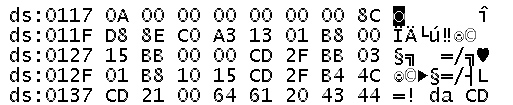 ds:0117 0A 00 00 00 00 00 00 8C ◙      î
ds:011F D8 8E C0 A3 13 01 B8 00 ÏÄ└ú‼☺©
ds:0127 15 BB 00 00 CD 2F BB 03 §╗  ═/╗♥
ds:012F 01 B8 10 15 CD 2F B4 4C ☺©►§═/┤L
ds:0137 CD 21 00 64 61 20 43 44 ═! da CD